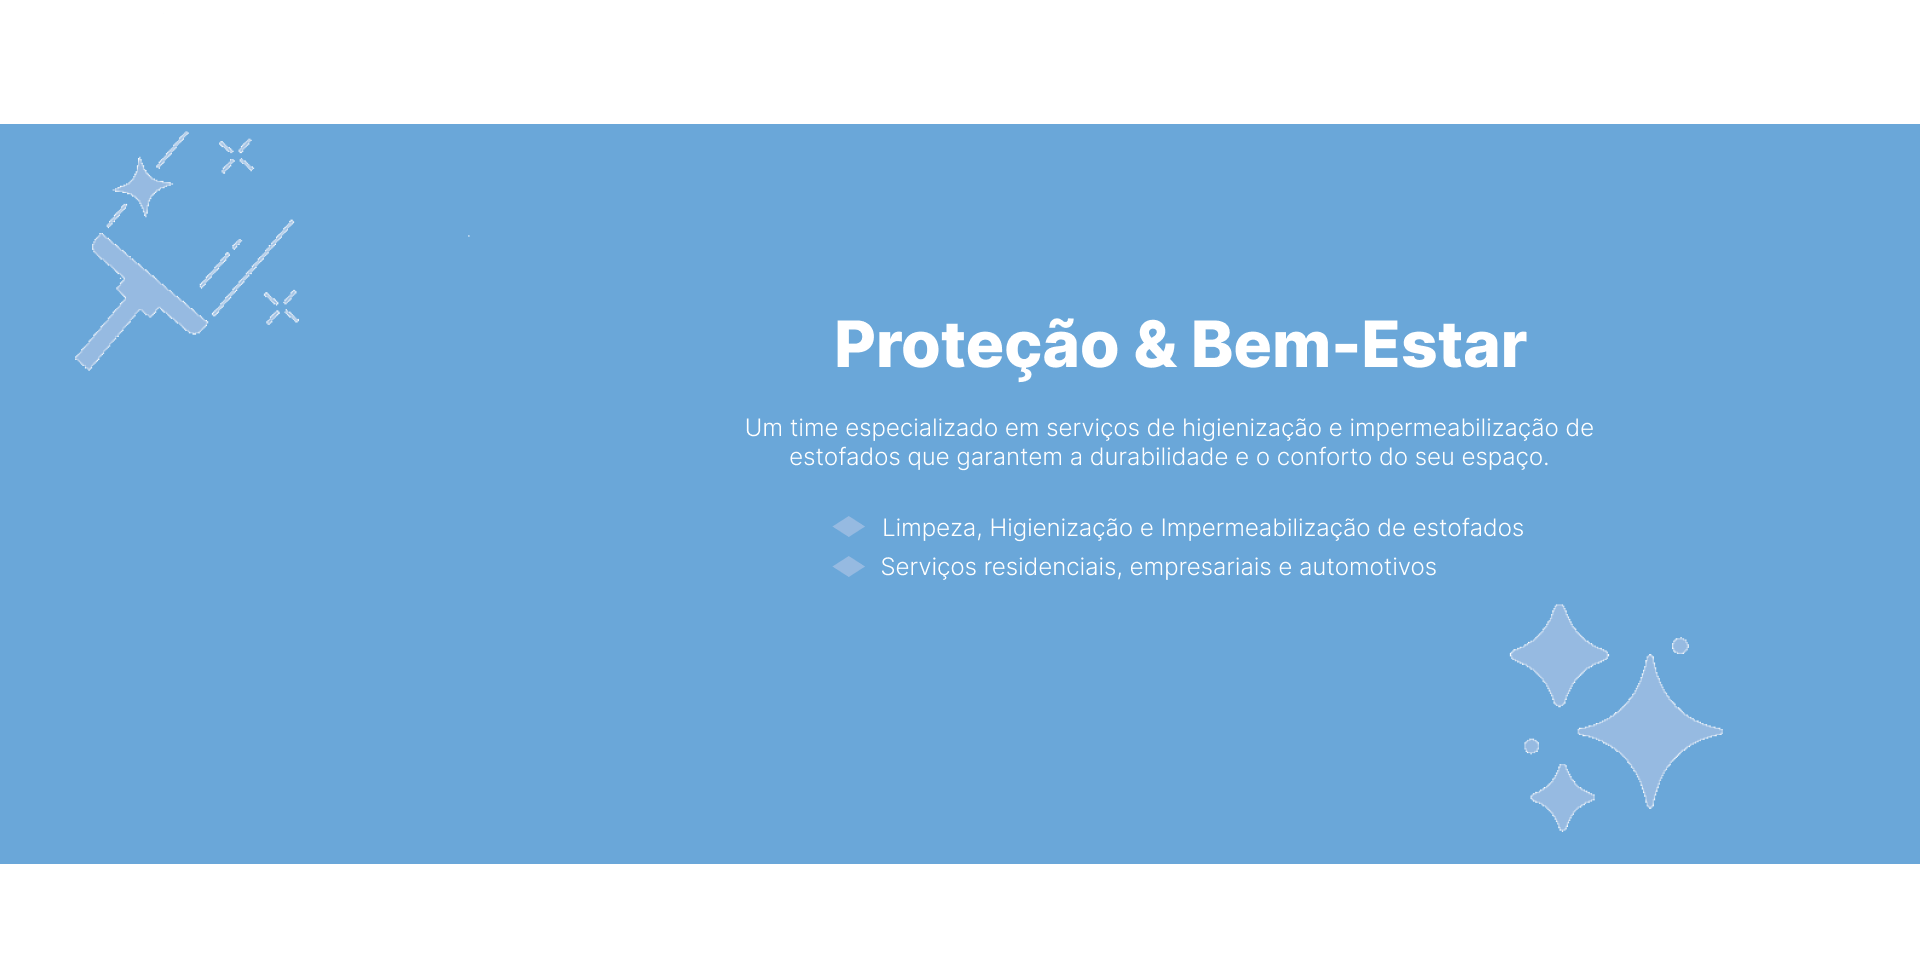 Proteção & Bem-Estar
Um time especializado em serviços de higienização e impermeabilização de
estofados que garantem a durabilidade e o conforto do seu espaço.
Limpeza, Higienização e Impermeabilização de estofados
Serviços residenciais, empresariais e automotivos